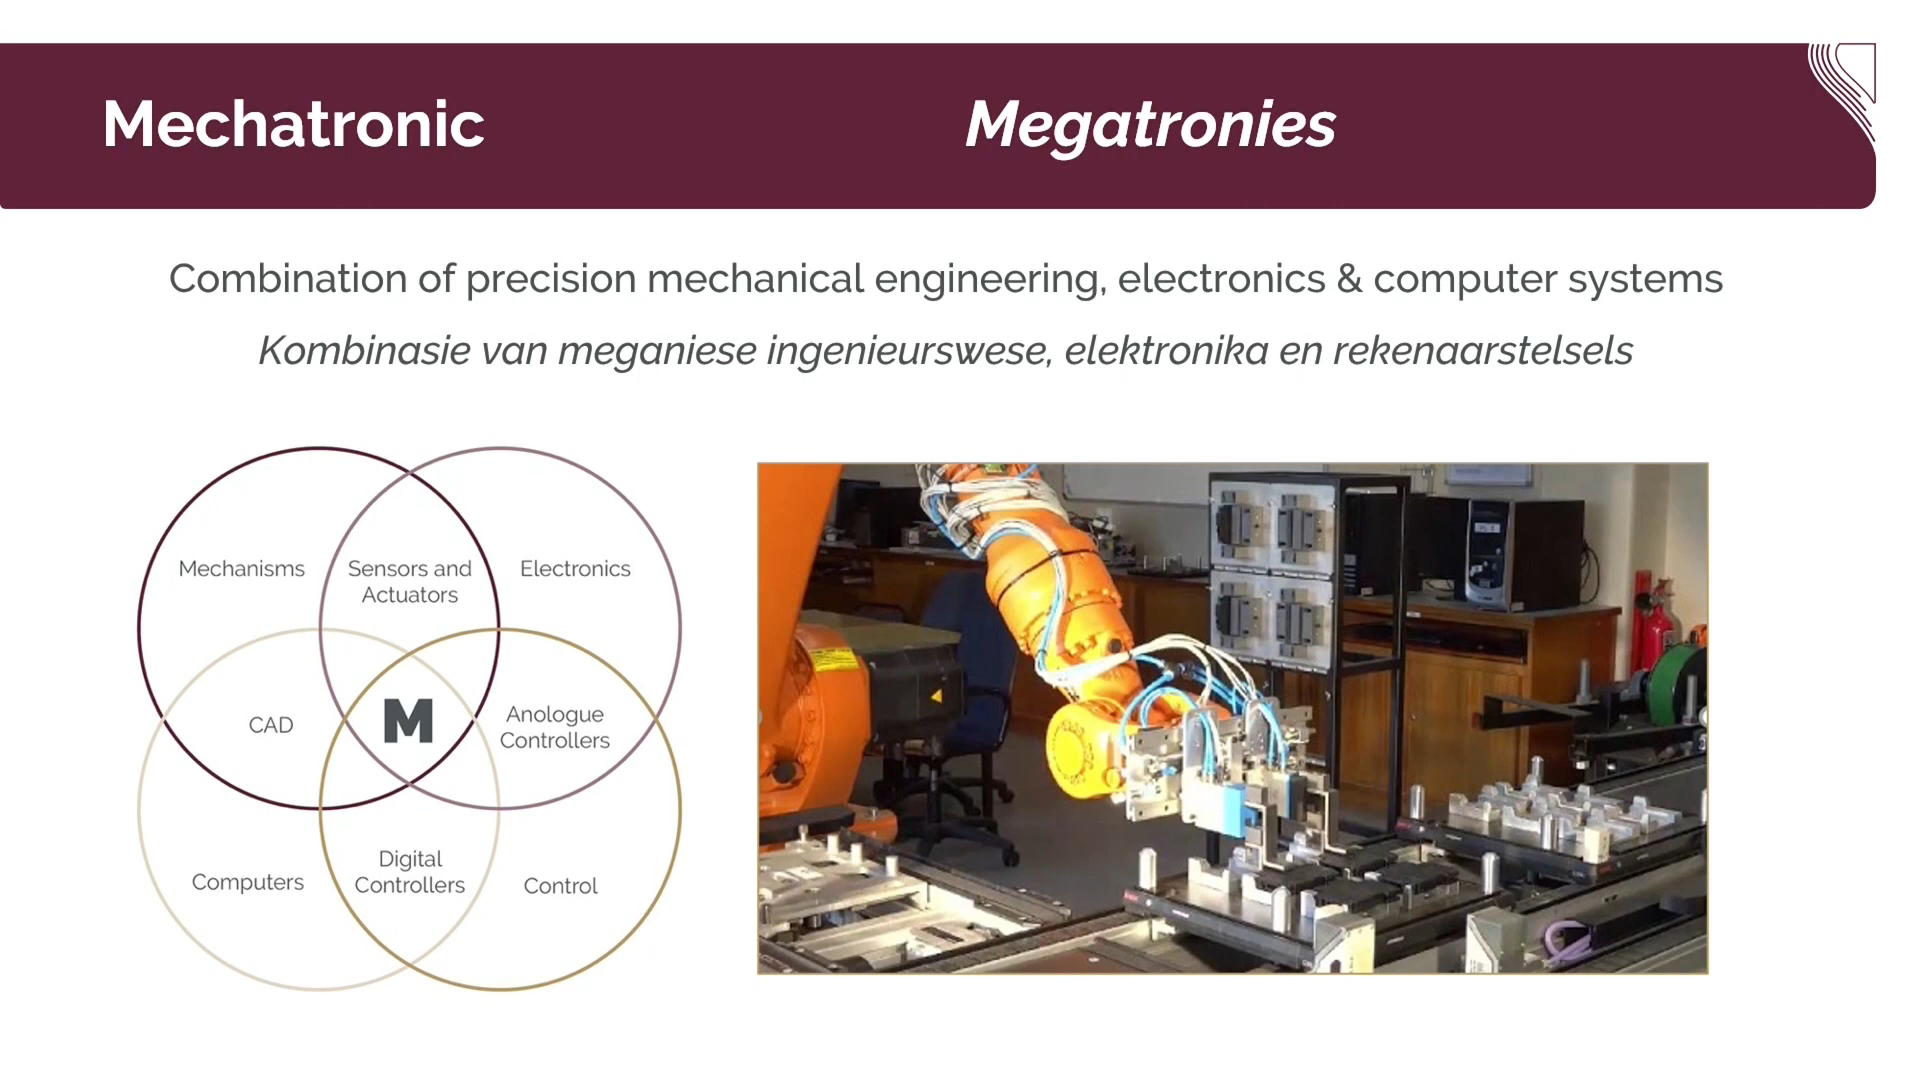 Mechatronic
Megatronies
Combination of precision mechanical engineering, electronics & computer systems
Kombinasie van meganiese ingenieurswese, elektronika en rekenaarstelsels
Mechanisms
Sensors and
Actuators
Electronics
CAD
M
Anologue
Controllers
Computers
Digital
Controllers
Control